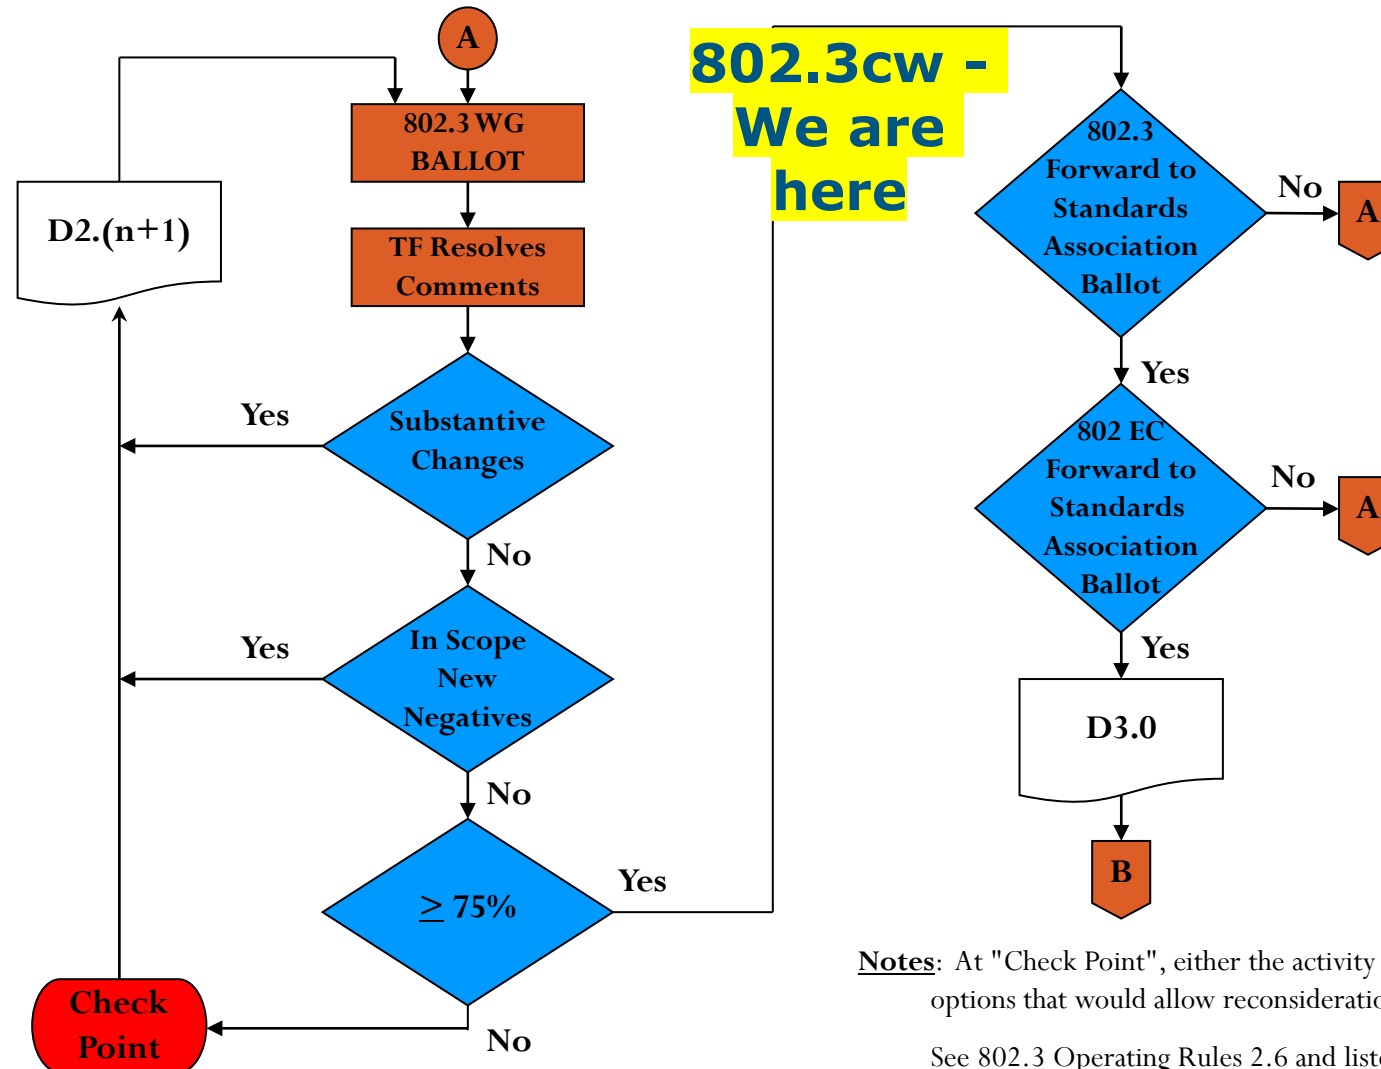 A
802.3 WG
BALLOT
D2.(n+1)
TF Resolves
Comments
Yes
Substantive
Changes
No
Yes
In Scope
New
Negatives
No
≥ 75%
Yes
Check
Point
No
802.3cw -
We are
here
802.3
Forward to
Standards
Association
Ballot
No
A
Yes
802 EC
Forward to
Standards
Association
Ballot
No
A
Yes
D3.0
B
Notes: At "Check Point", either the activity
options that would allow
See 802.3 Operating Rules 2.6 and